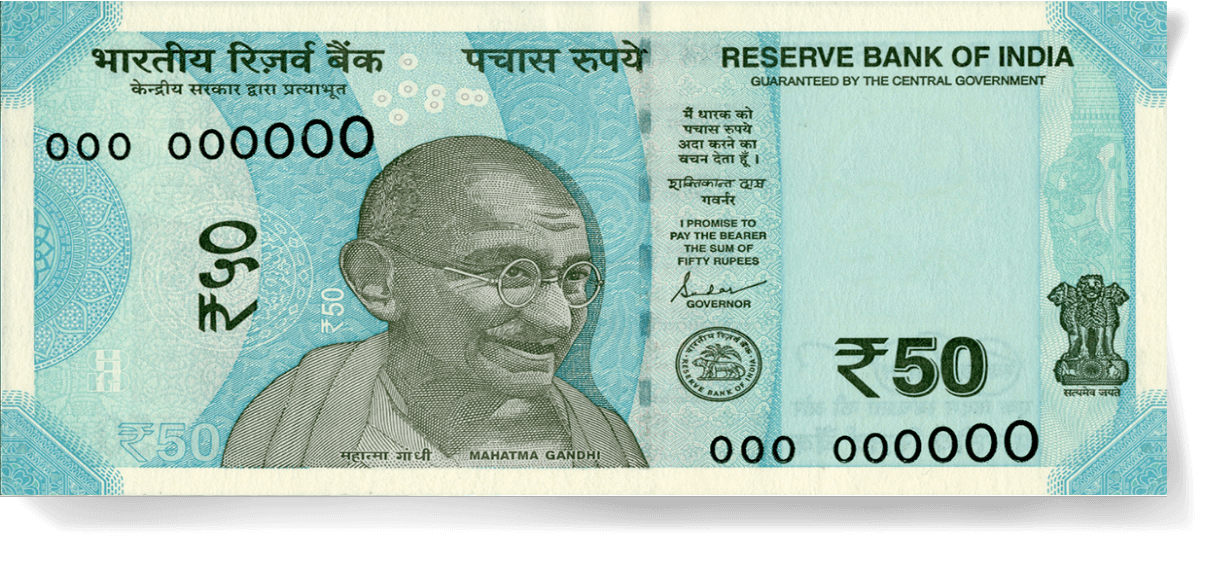 भारतीय रिज़र्व बैंक
केन्द्रीय सरकार द्वारा प्रत्याभूत
पचास रुपये
RESERVE BANK OF INDIA
GUARANTEED BY THE CENTRAL GOVERNMENT
000 000000
मैं धारक को
पचास रुपये
अदा करने का
वचन देता हूँ ।
शक्तिकान्त दास
गवर्नर
I PROMISE TO
PAY THE BEARER
THE SUM OF
FIFTY RUPEES
GOVERNOR
₹५०
₹50
भारतीय रिज़र्व बैंक
RESERVE BANK OF INDIA
₹50
सत्यमेव जयते
₹50
महात्मा गांधी
MAHATMA GANDHI
000 000000